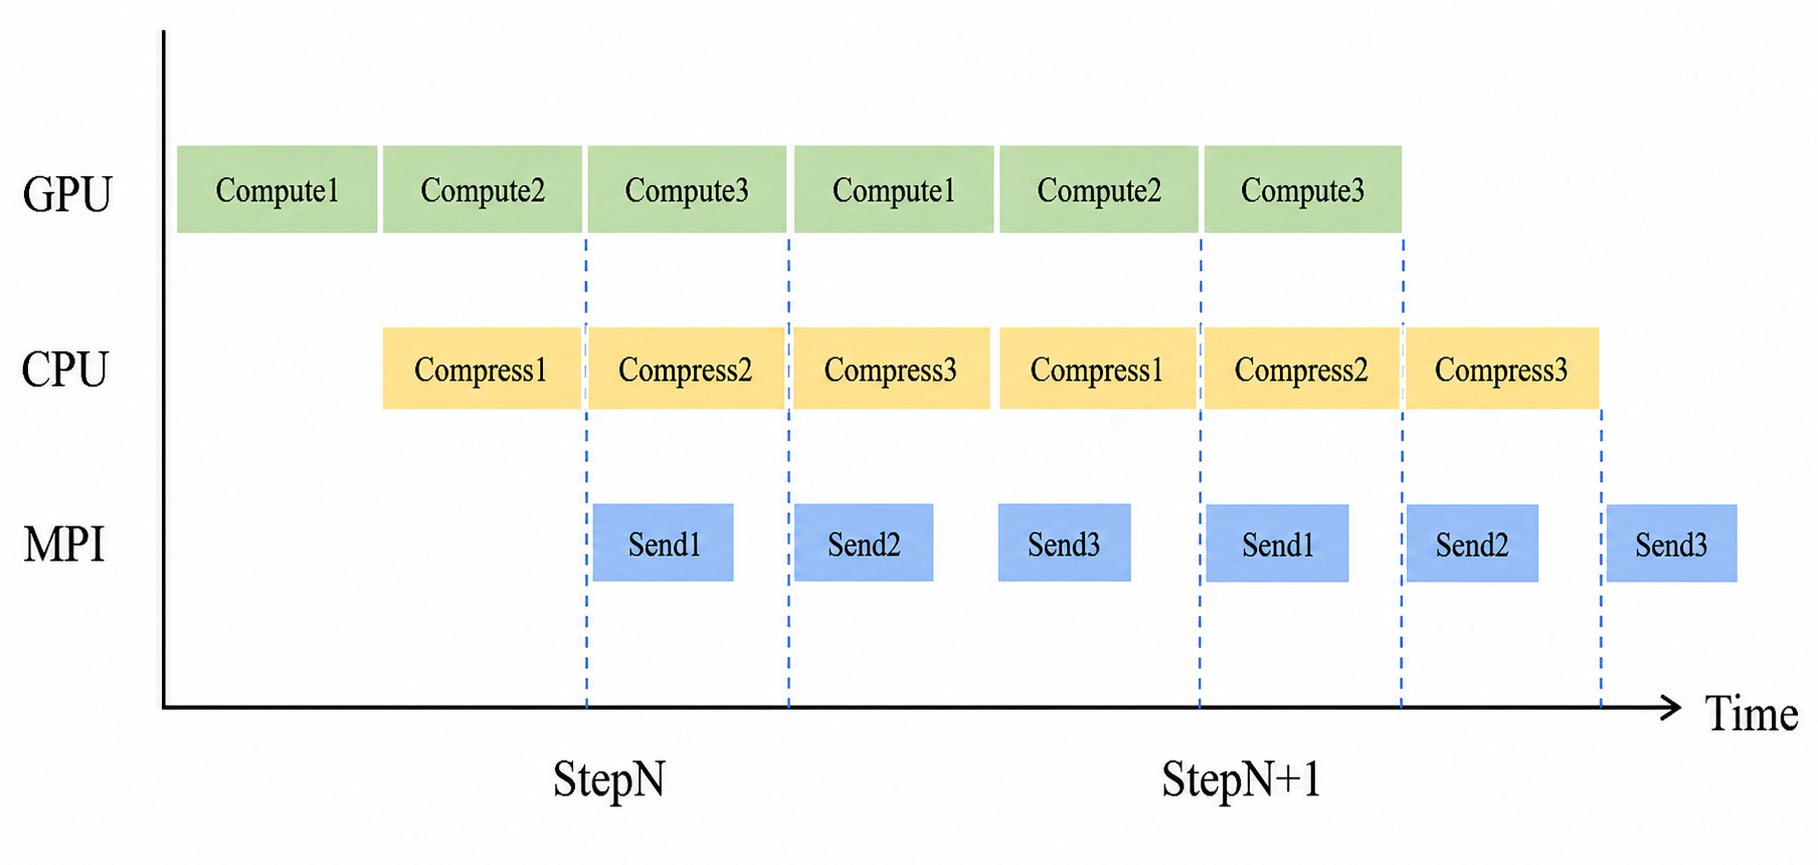 GPU Compute1 Compute2 Compute3 Compute1 Compute2 Compute3
CPU Compress1 Compress2 Compress3 Compress1 Compress2 Compress3
MPI Send1 Send2 Send3 Send1 Send2 Send3
Time
StepN StepN+1